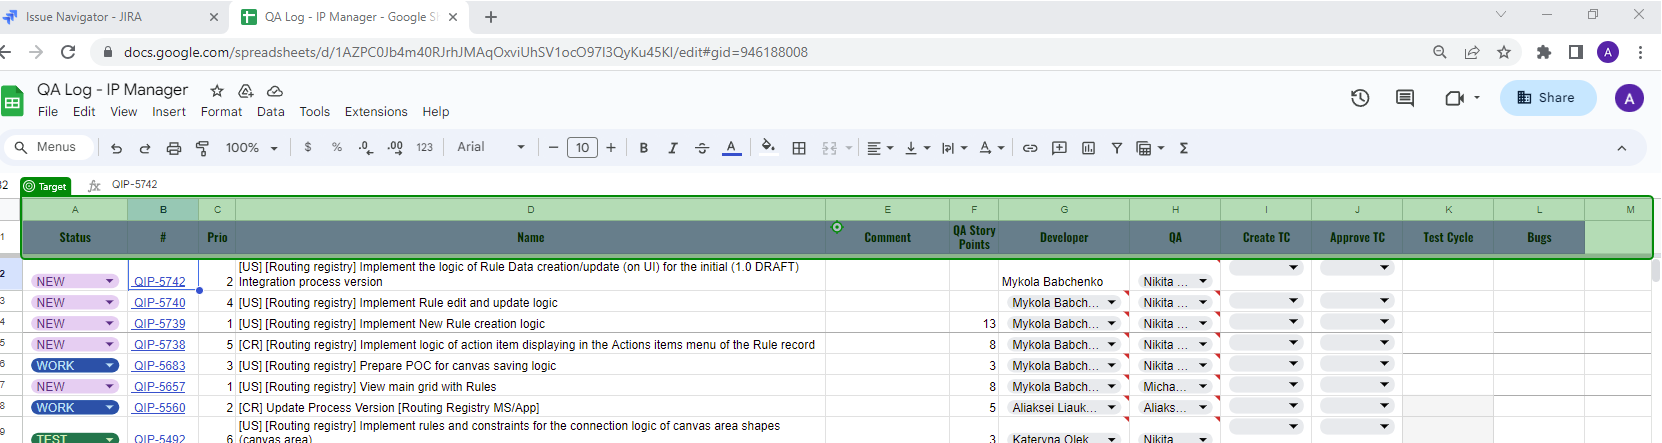 Issue Navigator - JIRA
QA Log - IP Manager - Google S
docs.google.com/spreadsheets/d/1AZPC0Jb4m40RJrhJMAqOxviUhSV1ocO97I3QyKu45KI/edit#gid=946188008
A
QA Log - IP Manager
File Edit View Insert Format Data Tools Extensions Help
Share
A
Menus 100% $ % .0 .00 123 Arial 10 B I S A
32 Target fx QIP-5742
A B C D E F G H I J K L M
1 Status # Prio Name Comment QA Story Points Developer QA Create TC Approve TC Test Cycle Bugs
2 NEW QIP-5742 2 [US] [Routing registry] Implement the logic of Rule Data creation/update (on UI) for the initial (1.0 DRAFT)
Integration process version Mykola Babchenko Nikita ...
3 NEW QIP-5740 4 [US] [Routing registry] Implement Rule edit and update logic Mykola Babch... Nikita ...
4 NEW QIP-5739 1 [US] [Routing registry] Implement New Rule creation logic 13 Mykola Babch... Nikita ...
5 NEW QIP-5738 5 [CR] [Routing registry] Implement logic of action item displaying in the Actions items menu of the Rule record 8 Mykola Babch... Nikita ...
6 WORK QIP-5683 3 [US] [Routing registry] Prepare POC for canvas saving logic 3 Mykola Babch... Nikita ...
7 NEW QIP-5657 1 [US] [Routing registry] View main grid with Rules 8 Mykola Babch... Micha...
8 WORK QIP-5560 2 [CR] Update Process Version [Routing Registry MS/App] 5 Aliaksei Liauk... Aliaks...
9 TEST QIP-5492 6 [US] [Routing registry] Implement rules and constraints for the connection logic of canvas area shapes
(canvas area) 3 Kateryna Olek Nikita